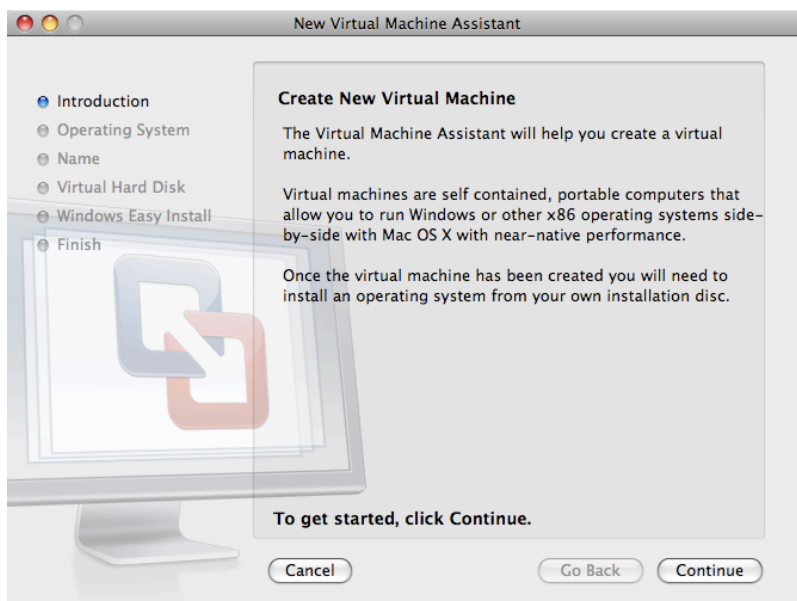 New Virtual Machine Assistant
Introduction
Operating System
Name
Virtual Hard Disk
Windows Easy Install
Finish
Create New Virtual Machine
The Virtual Machine Assistant will help you create a virtual
machine.
Virtual machines are self contained, portable computers that
allow you to run Windows or other x86 operating systems side-
by-side with Mac OS X with near-native performance.
Once the virtual machine has been created you will need to
install an operating system from your own installation disc.
To get started, click Continue.
Cancel
Go Back
Continue